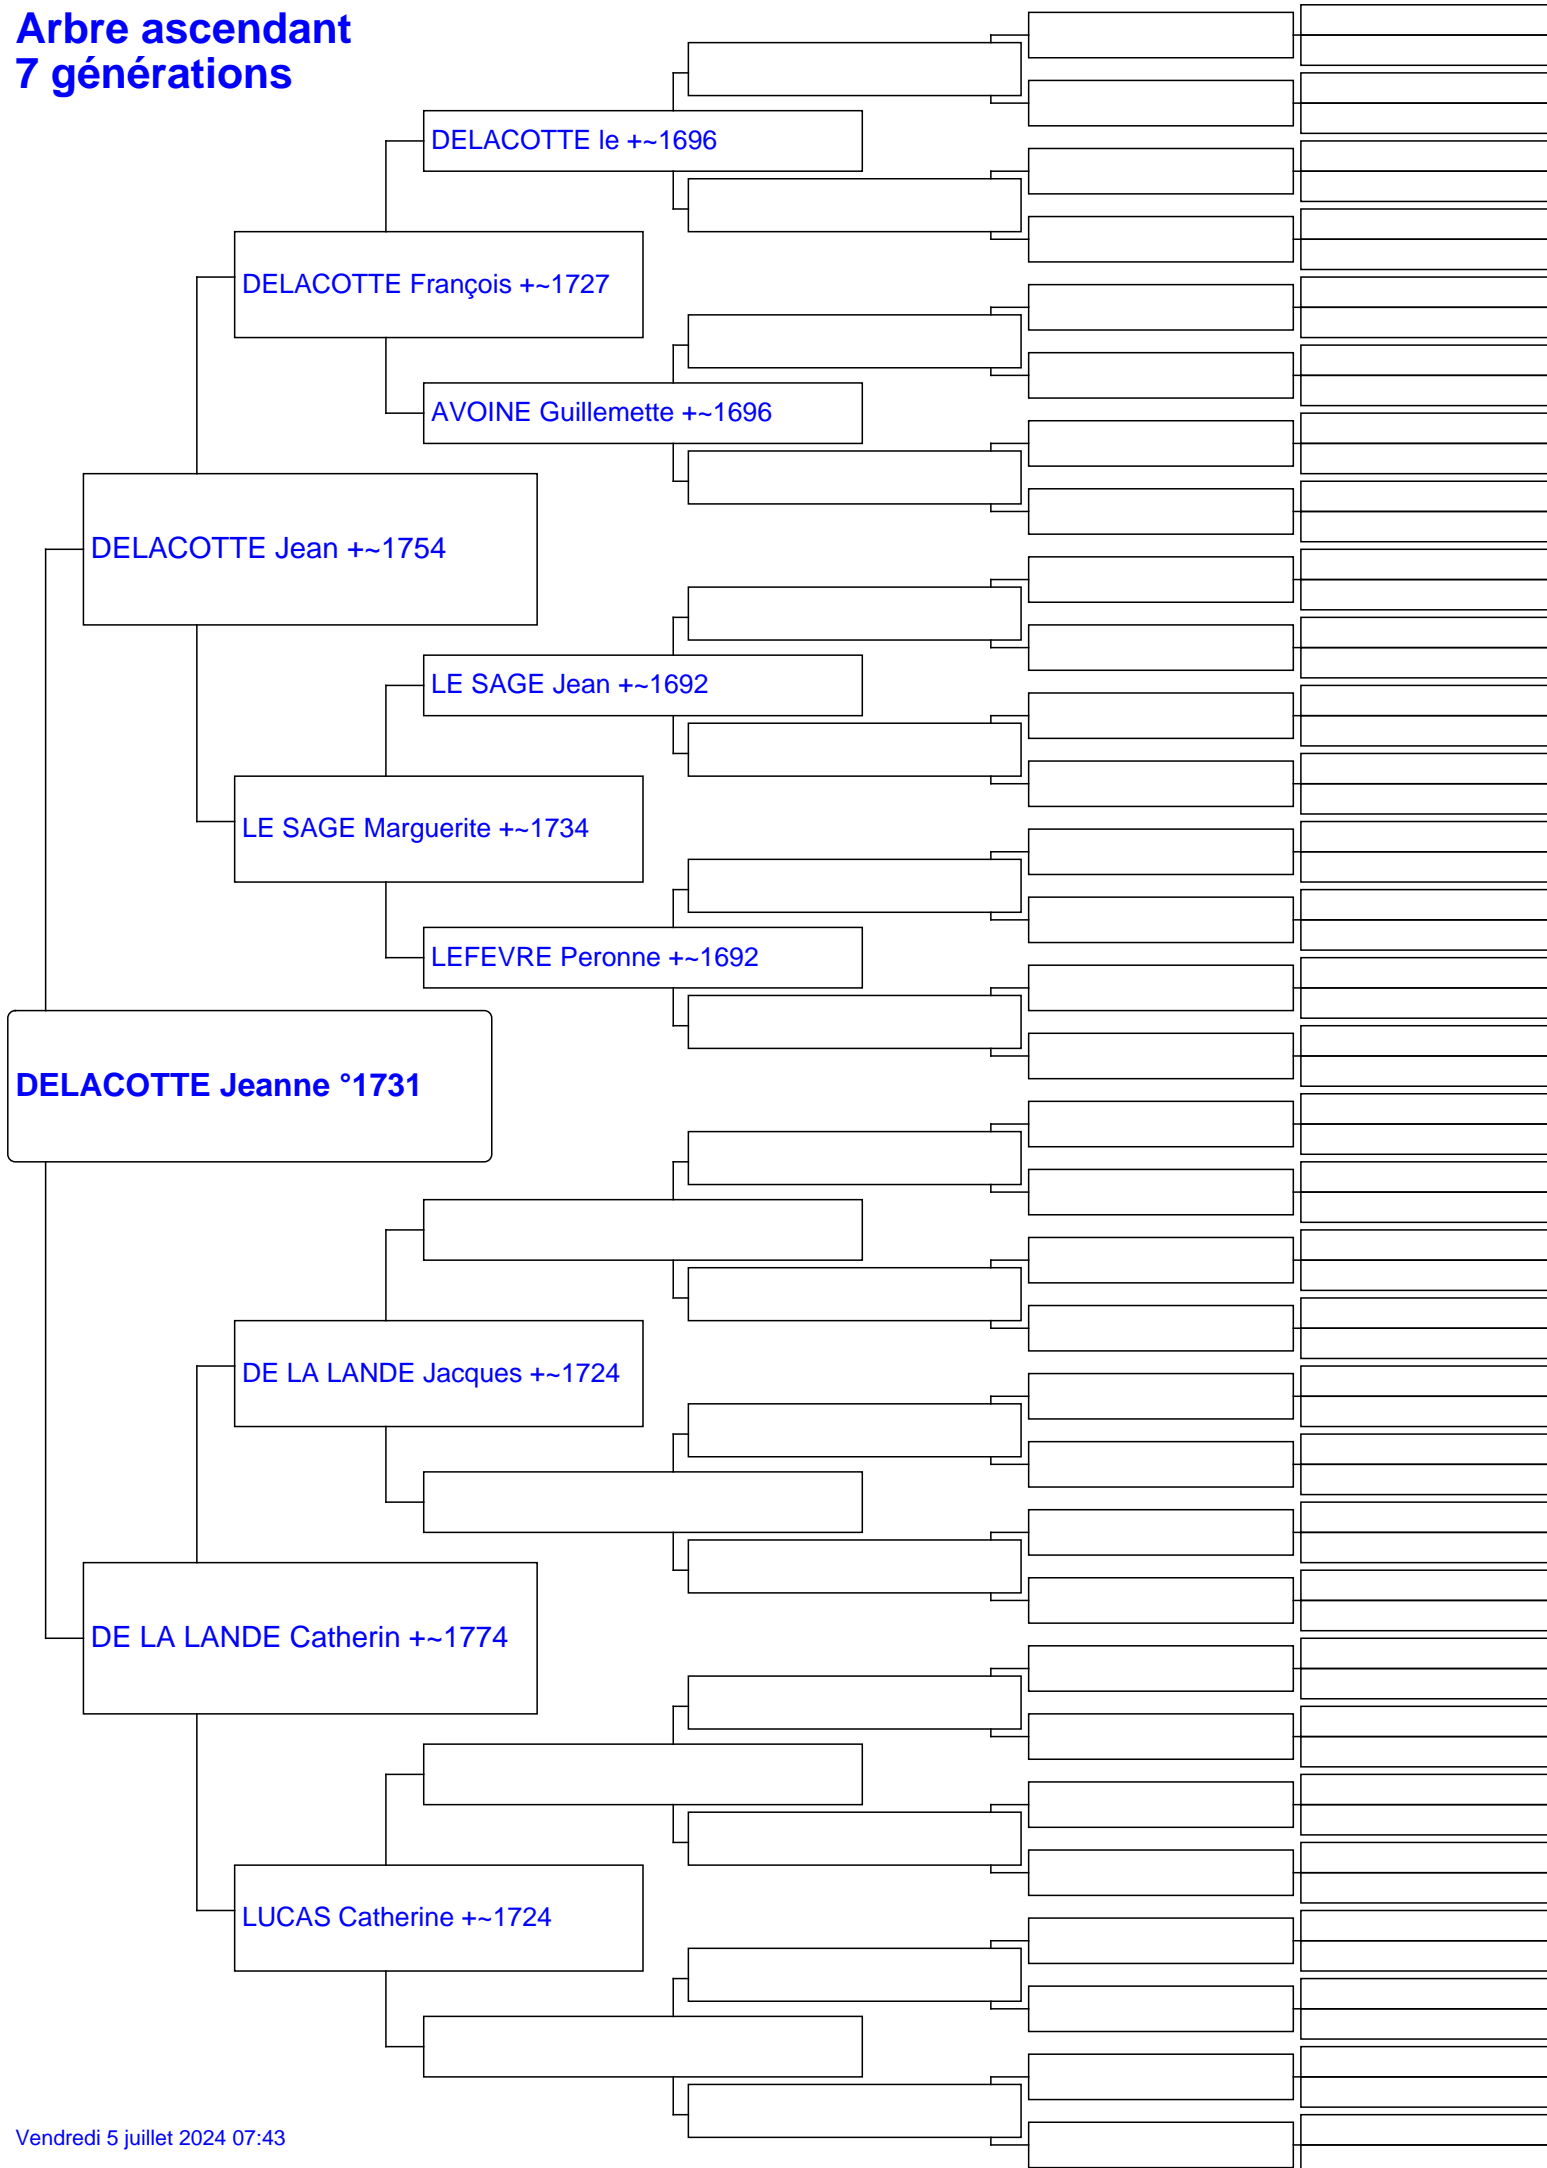 Arbre ascendant
7 générations
DELACOTTE le +~1696
DELACOTTE François +~1727
AVOINE Guillemette +~1696
DELACOTTE Jean +~1754
LE SAGE Jean +~1692
LE SAGE Marguerite +~1734
LEFEVRE Peronne +~1692
DELACOTTE Jeanne °1731
DE LA LANDE Jacques +~1724
DE LA LANDE Catherin +~1774
LUCAS Catherine +~1724
Vendredi 5 juillet 2024 07:43